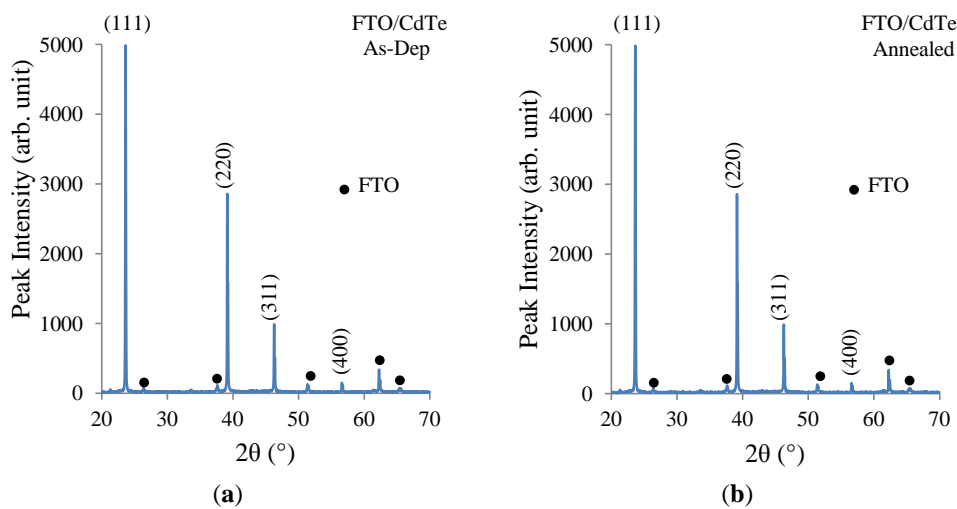 (111)
FTO/CdTe
As-Dep
5000
4000
3000
2000
1000
0
Peak Intensity (arb. unit)
(220)
(311)
(400)
● FTO
20 30 40 50 60 70
2θ (°)
(a)
(111)
FTO/CdTe
Annealed
5000
4000
3000
2000
1000
0
Peak Intensity (arb. unit)
(220)
(311)
(400)
● FTO
20 30 40 50 60 70
2θ (°)
(b)